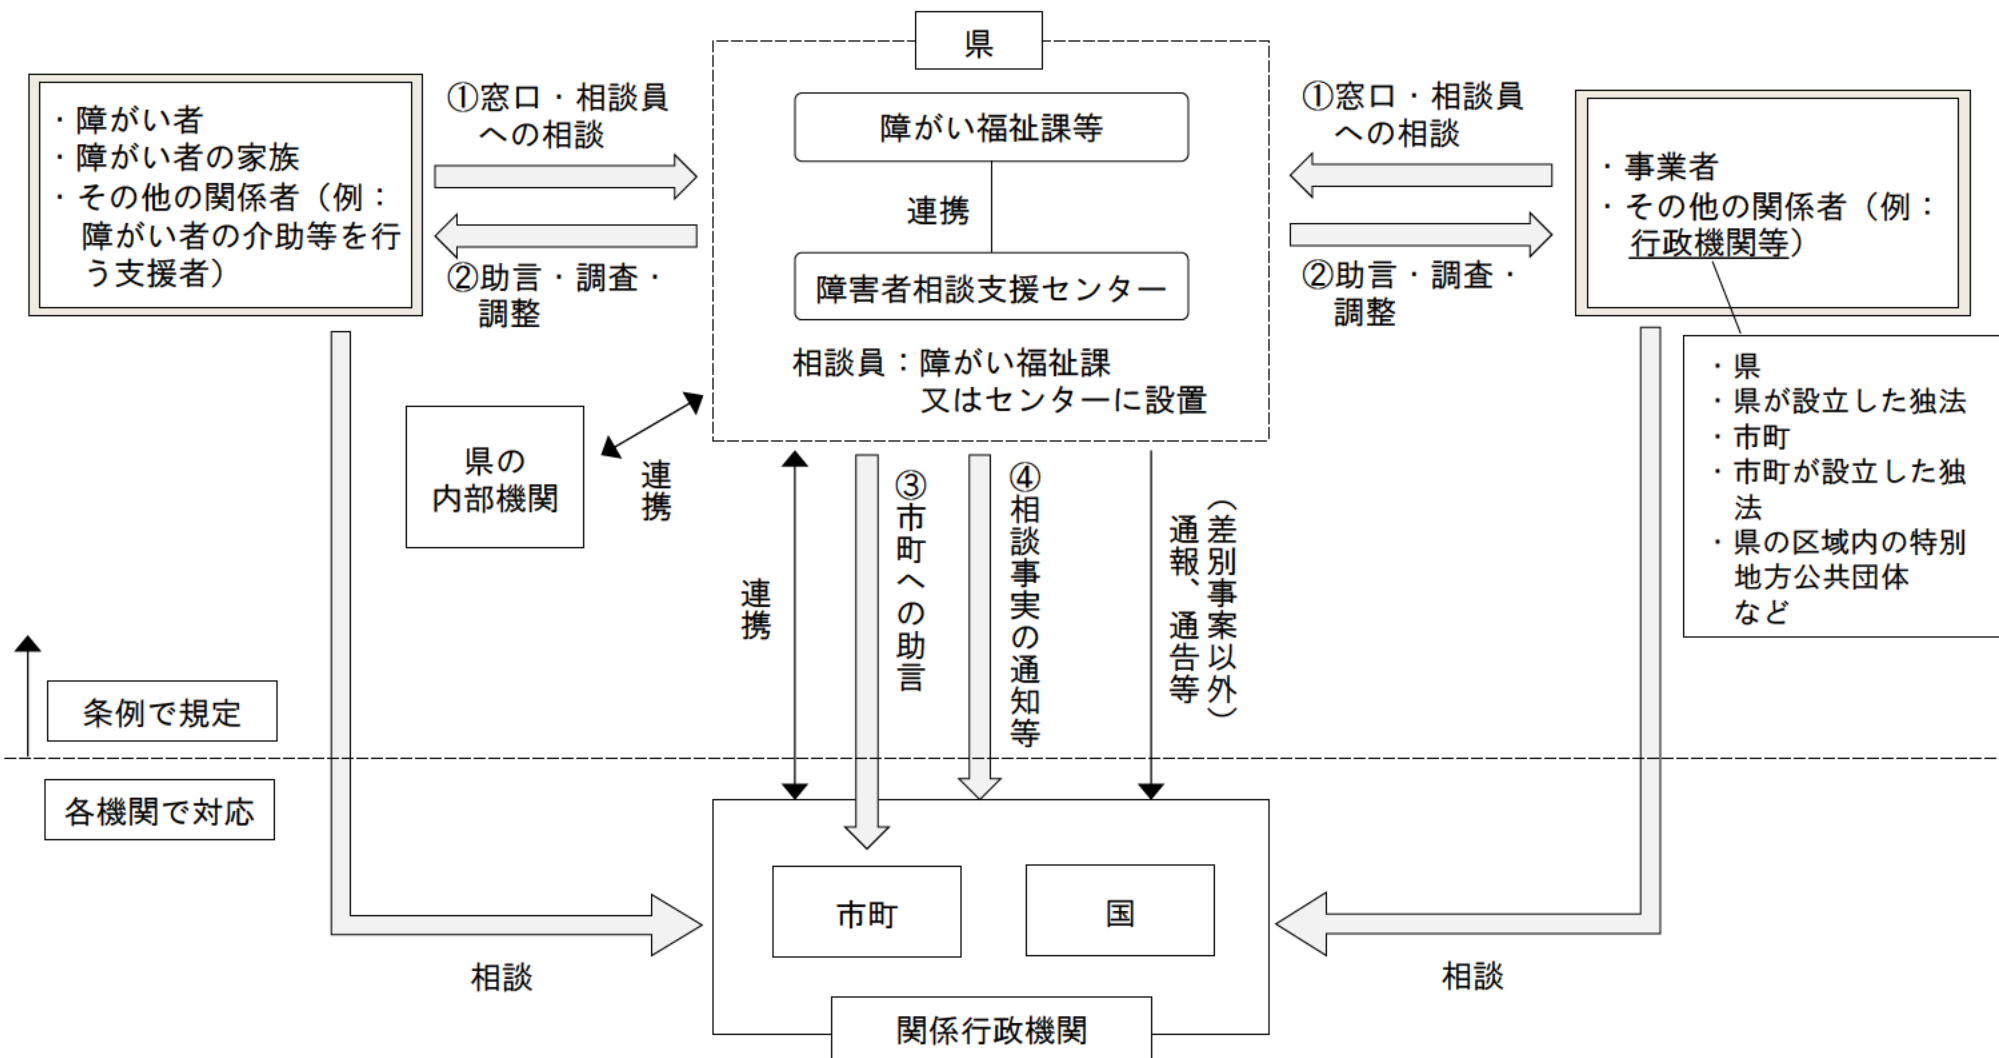 県
・障がい者
・障がい者の家族
・その他の関係者（例：
障がい者の介助等を行
う支援者）
①窓口・相談員
への相談
②助言・調査・
調整
障がい福祉課等
連携
障害者相談支援センター
相談員：障がい福祉課
又はセンターに設置
①窓口・相談員
への相談
②助言・調査・
調整
・事業者
・その他の関係者（例：
行政機関等）
・県
・県が設立した独法
・市町
・市町が設立した独
法
・県の区域内の特別
地方公共団体
など
県の
内部機関
連携
連携
③市町への助言
④相談事実の通知等
（差別事案以外）
通報、通告等
条例で規定
各機関で対応
市町
国
相談
相談
関係行政機関